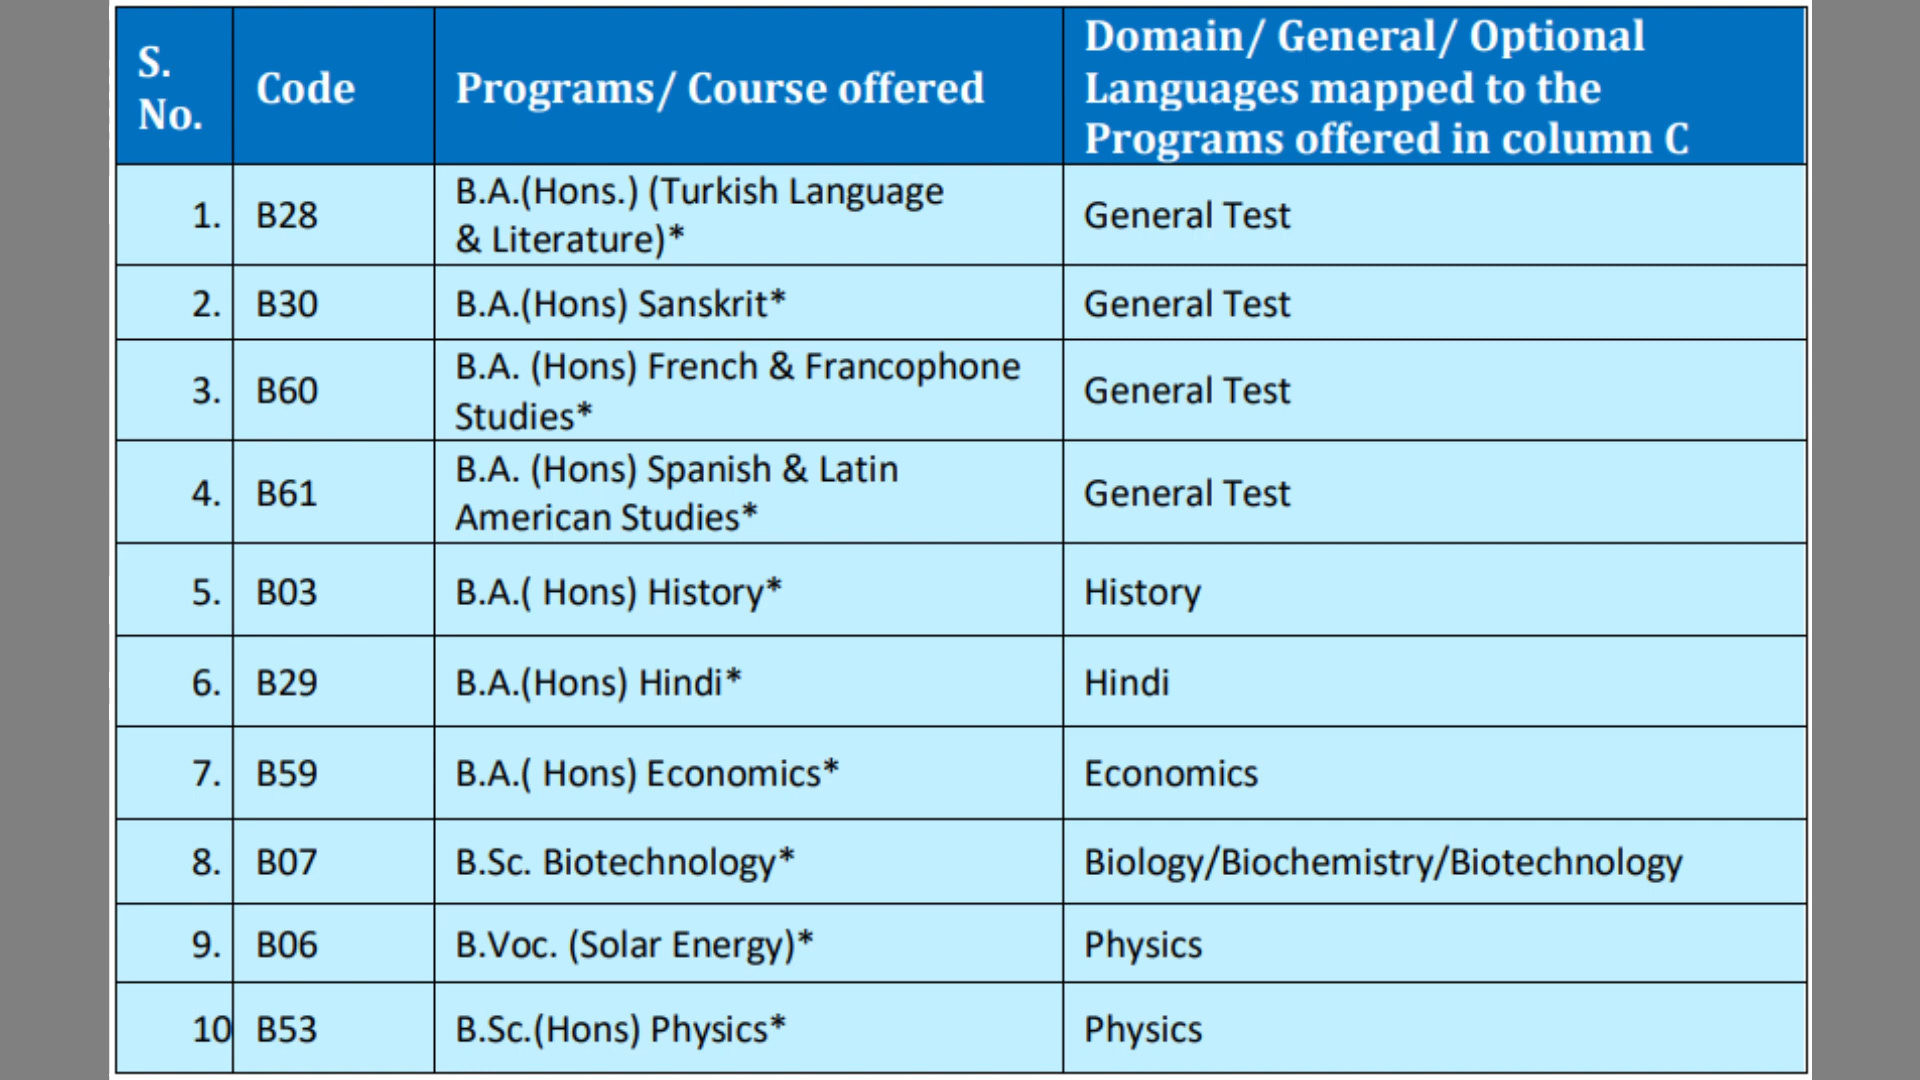 S. No. Code Programs/ Course offered Domain/ General/ Optional Languages mapped to the Programs offered in column C
1. B28 B.A.(Hons.) (Turkish Language & Literature)* General Test
2. B30 B.A.(Hons) Sanskrit* General Test
3. B60 B.A. (Hons) French & Francophone Studies* General Test
4. B61 B.A. (Hons) Spanish & Latin American Studies* General Test
5. B03 B.A.( Hons) History* History
6. B29 B.A.(Hons) Hindi* Hindi
7. B59 B.A.( Hons) Economics* Economics
8. B07 B.Sc. Biotechnology* Biology/Biochemistry/Biotechnology
9. B06 B.Voc. (Solar Energy)* Physics
10 B53 B.Sc.(Hons) Physics* Physics